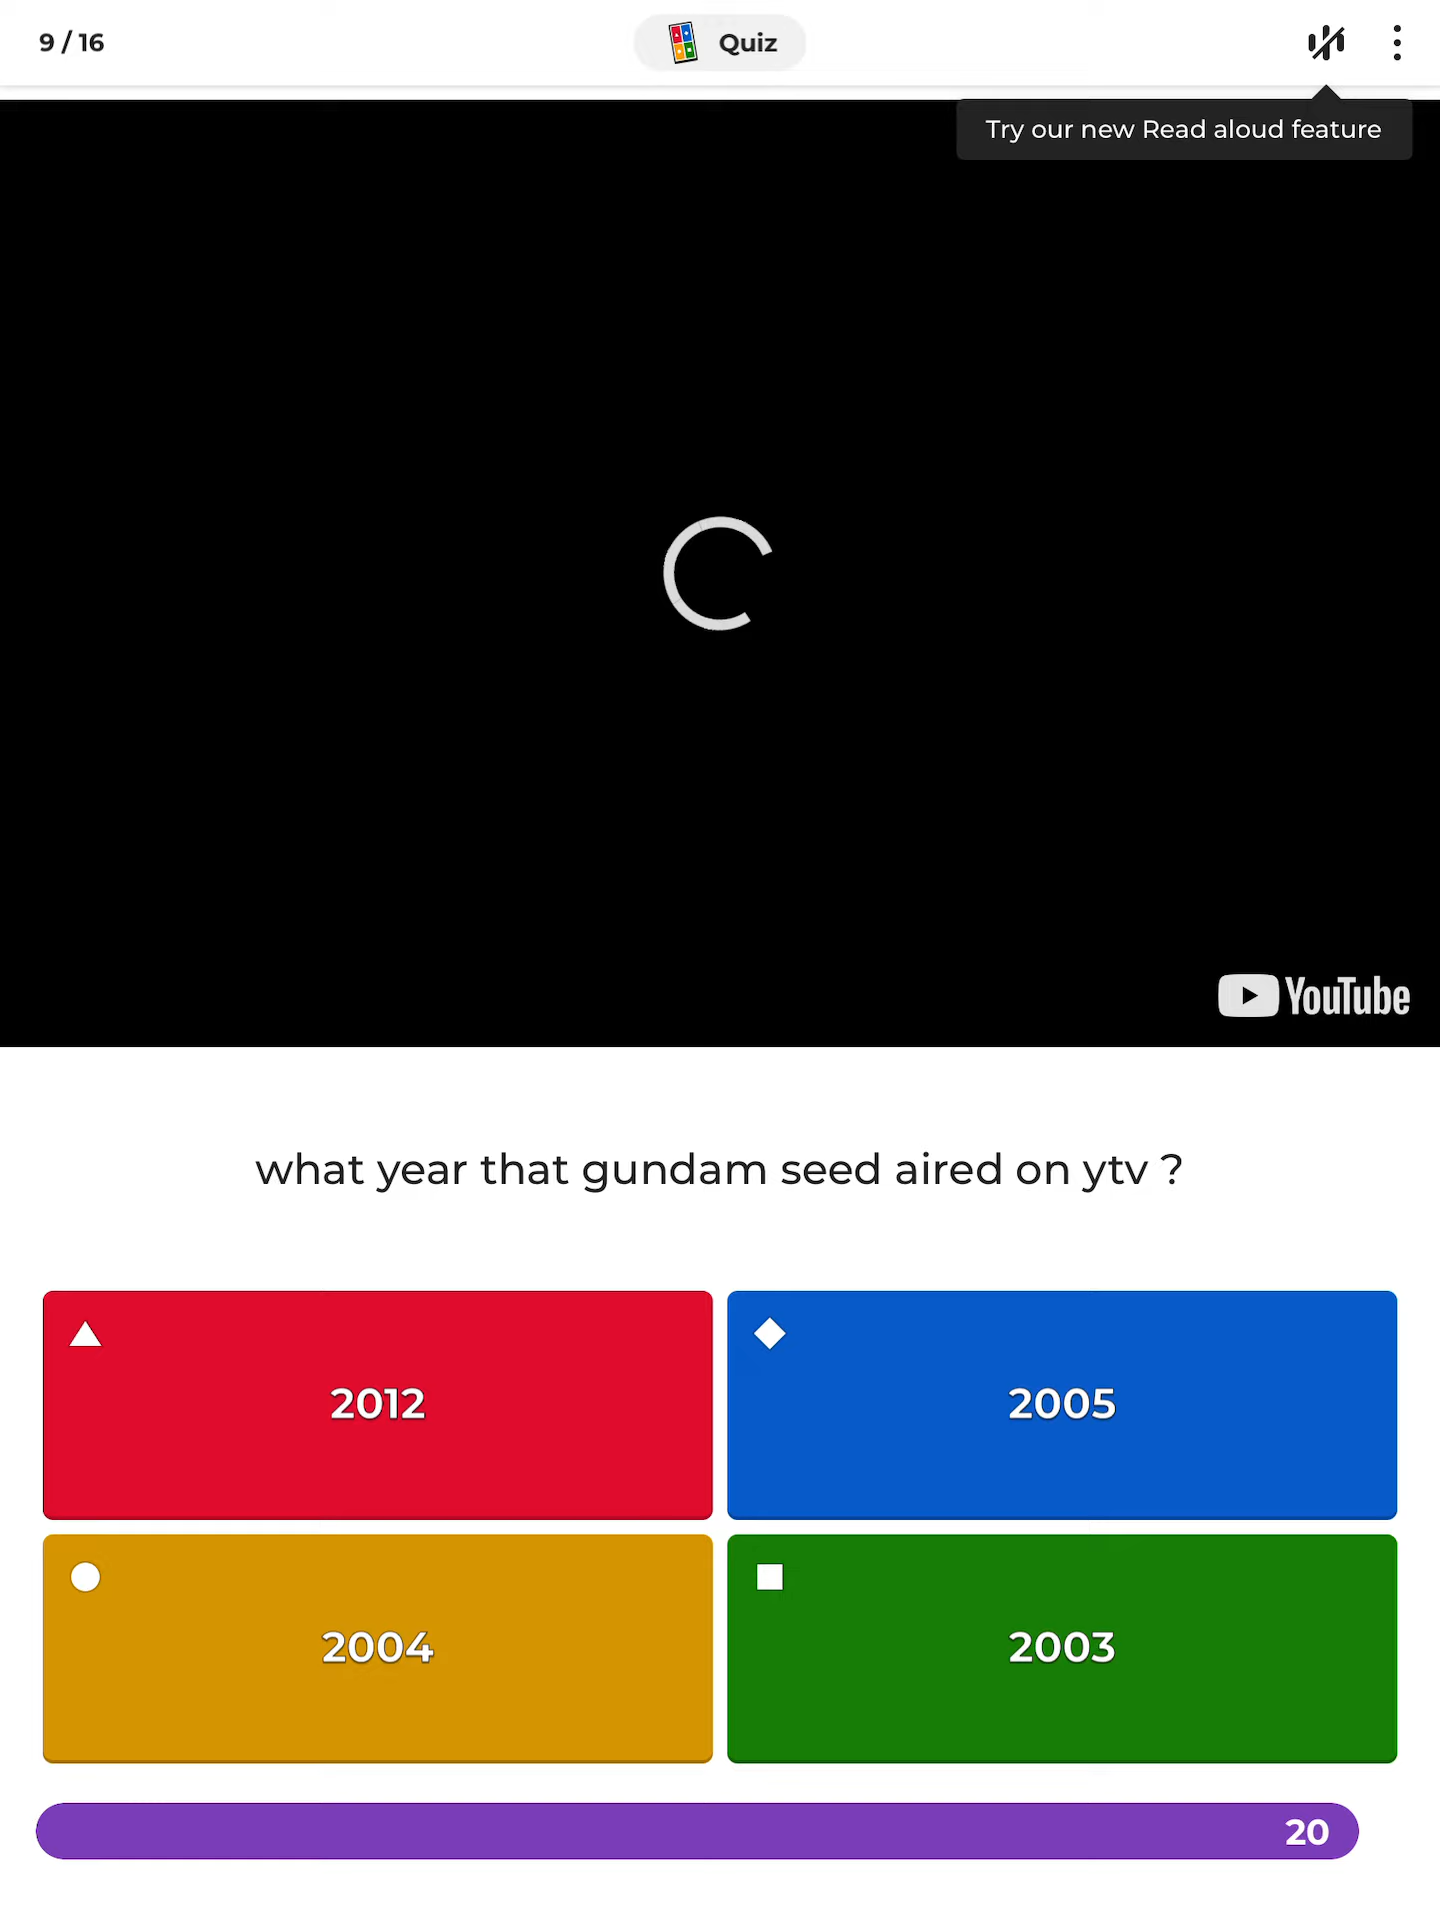 9 / 16
Quiz
Try our new Read aloud feature
YouTube
what year that gundam seed aired on ytv ?
2012
2005
2004
2003
20